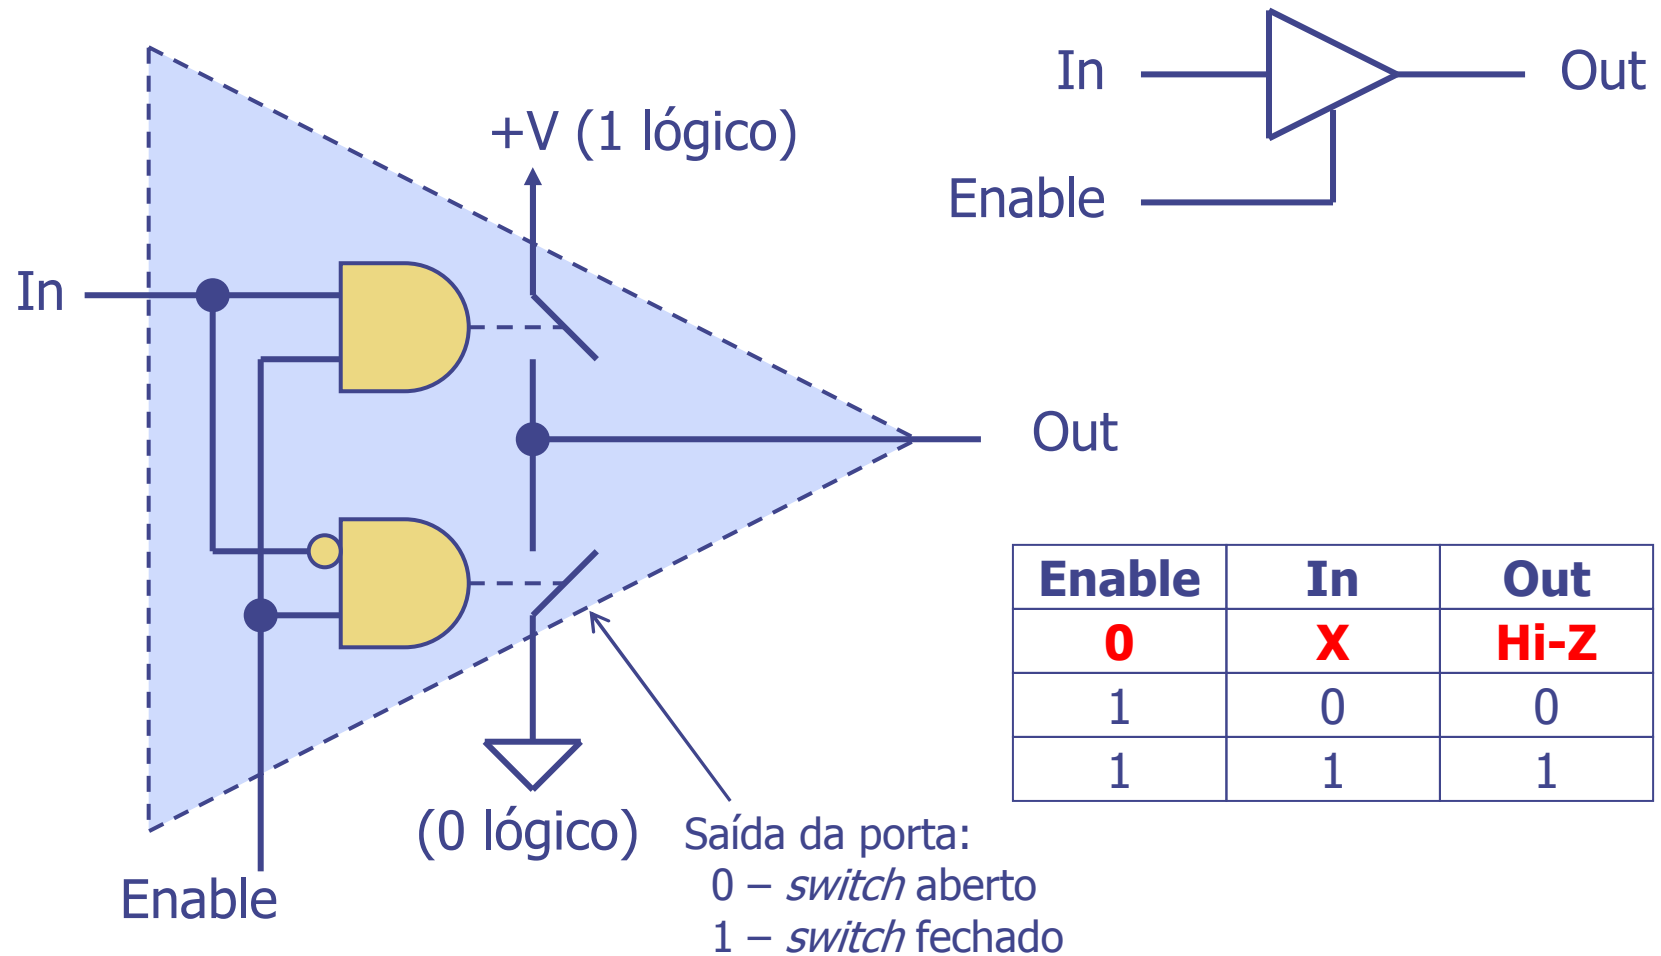 In
Out
Enable
+V (1 lógico)
In
Out
Enable
(0 lógico)
Saída da porta:
0 – switch aberto
1 – switch fechado
Enable In Out
0 X Hi-Z
1 0 0
1 1 1